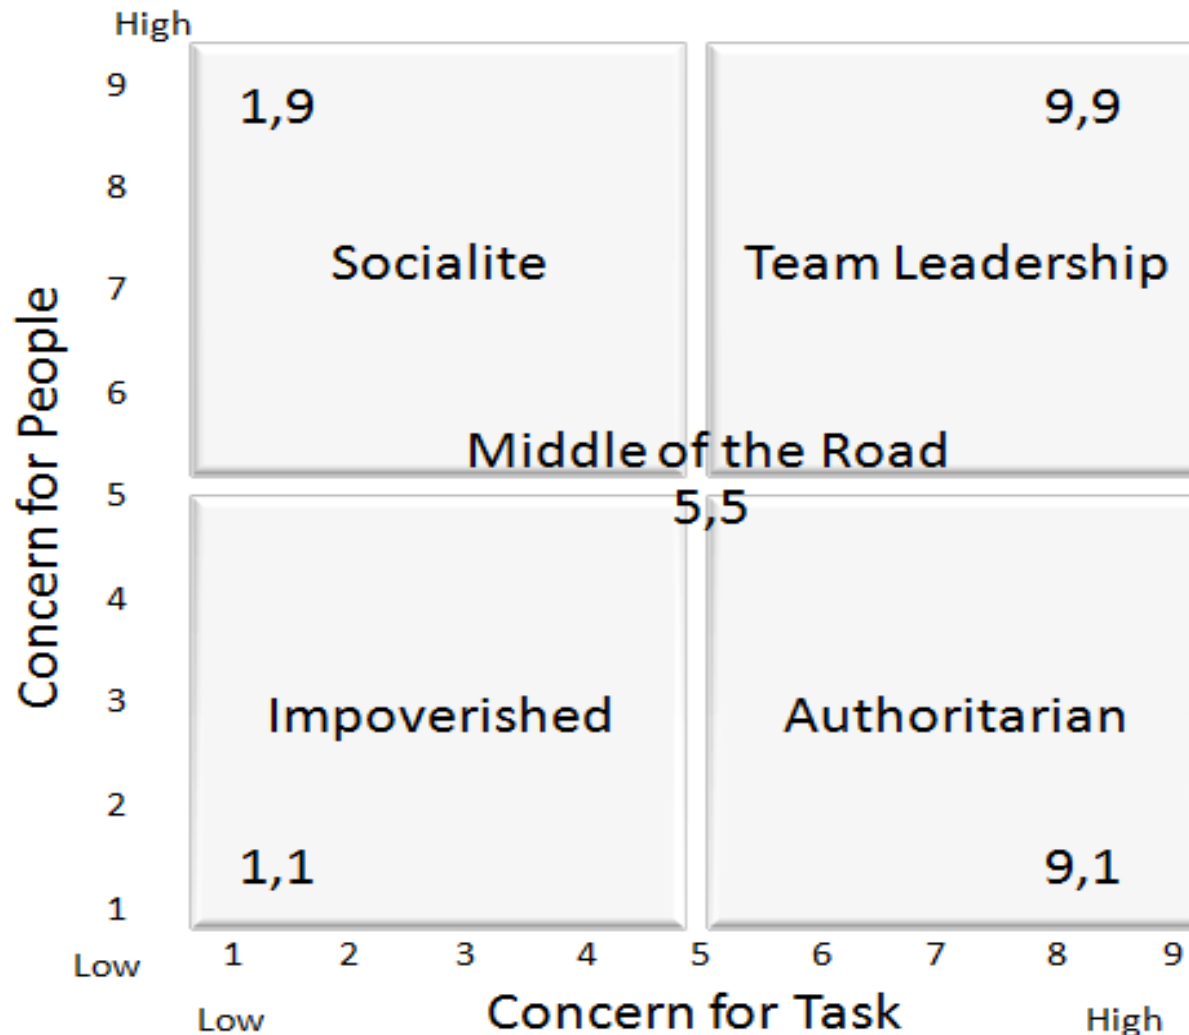 High
9
1,9
9,9
8
Socialite
Team Leadership
7
6
Concern for People
Middle of the Road
5
5,5
4
3
Impoverished
Authoritarian
2
1,1
9,1
1
Low
1 2 3 4 5 6 7 8 9
Low
Concern for Task
High